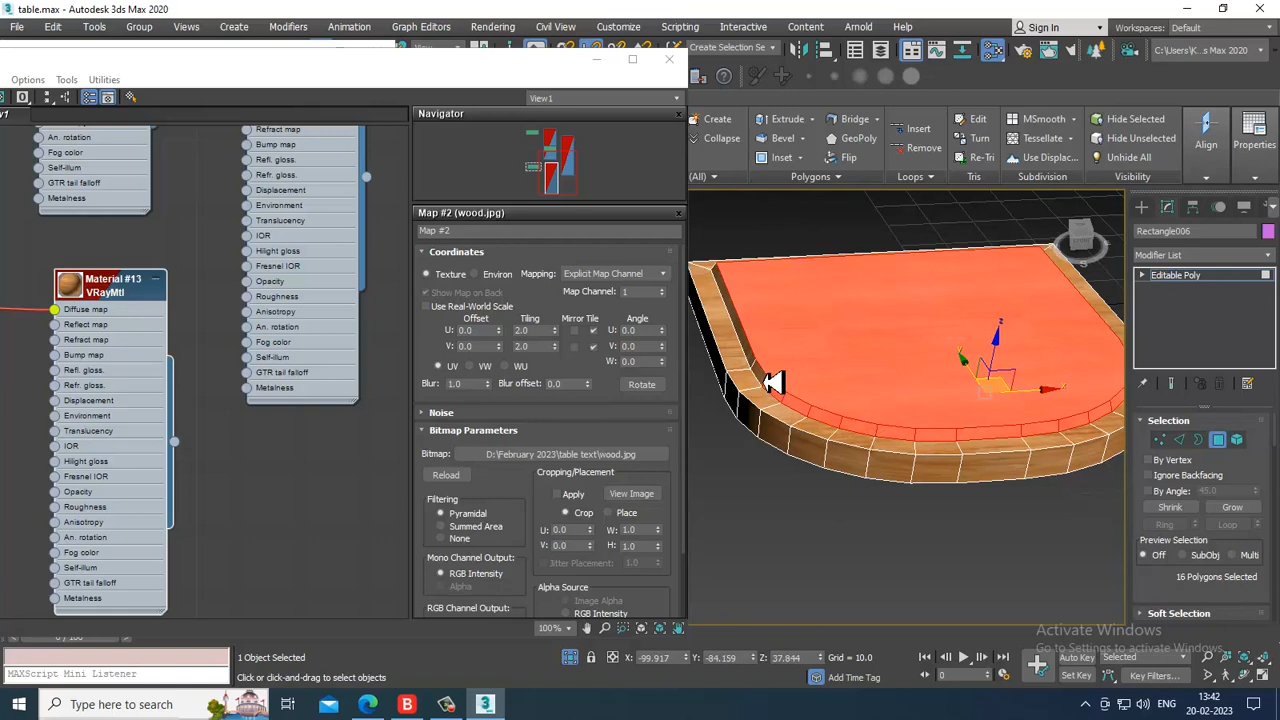 table.max - Autodesk 3ds Max 2020
File Edit Tools Group Views Create Modifiers Animation Graph Editors Rendering Civil View Customize Scripting Interactive Content Arnold Sign In Workspaces: Default
Create Selection Se C:\Users\K...s Max 2020
Options Tools Utilities
View1
Create Extrude Bridge Insert Edit MSmooth Hide Selected
Collapse Bevel GeoPoly Remove Turn Tessellate Hide Unselected Align Properties
Inset Flip Re-Tri Use Displac... Unhide All
(All) Polygons Loops Tris Subdivision Visibility
Navigator
An. rotation
Fog color
Self-illum
GTR tail falloff
Metalness
Refract map
Bump map
Refl. gloss.
Refr. gloss.
Displacement
Environment
Translucency
IOR
Hilight gloss
Fresnel IOR
Opacity
Roughness
Anisotropy
An. rotation
Fog color
Self-illum
GTR tail falloff
Metalness
Material #13
VRayMtl
Diffuse map
Reflect map
Refract map
Bump map
Refl. gloss.
Refr. gloss.
Displacement
Environment
Translucency
IOR
Hilight gloss
Fresnel IOR
Opacity
Roughness
Anisotropy
An. rotation
Fog color
Self-illum
GTR tail falloff
Metalness
Map #2 (wood.jpg)
Map #2
Coordinates
Texture Environ Mapping: Explicit Map Channel
Show Map on Back Map Channel: 1
Use Real-World Scale
Offset Tiling Mirror Tile Angle
U: 0.0 2.0 U: 0.0
V: 0.0 2.0 V: 0.0
UV VW WU W: 0.0
Blur: 1.0 Blur offset: 0.0 Rotate
Noise
Bitmap Parameters
Bitmap: D:\February 2023\table text\wood.jpg
Reload
Cropping/Placement
Apply View Image
Crop Place
U: 0.0 W: 1.0
V: 0.0 H: 1.0
Jitter Placement: 1.0
Filtering
Pyramidal
Summed Area
None
Mono Channel Output:
RGB Intensity
Alpha
RGB Channel Output:
Alpha Source
Image Alpha
RGB Intensity
100%
Rectangle006
Modifier List
Editable Poly
Selection
By Vertex
Ignore Backfacing
By Angle: 45.0
Shrink Grow
Ring Loop
Preview Selection
Off SubObj Multi
16 Polygons Selected
Soft Selection
Activate Windows
Go to Settings to activate Windows.
0 / 100
1 Object Selected X: -99.917 Y: -84.159 Z: 37.844 Grid = 10.0 Auto Key Selected
MAXScript Mini Listener Click or click-and-drag to select objects Add Time Tag 0 Set Key Key Filters...
Type here to search ENG 13:42
20-02-2023